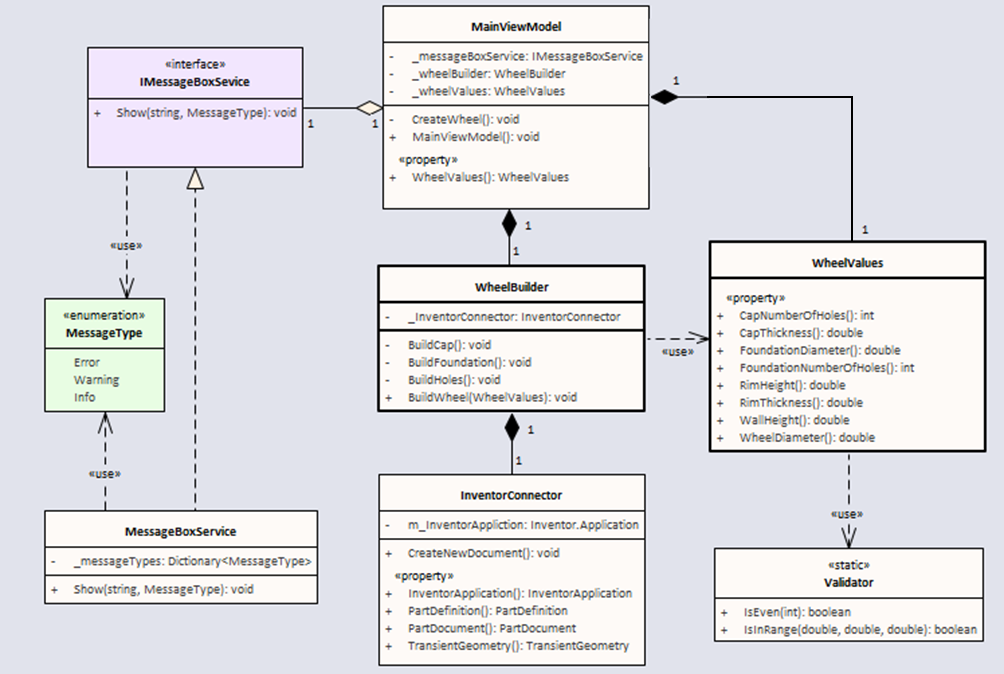 MainViewModel
- _messageBoxService: IMessageBoxService
- _wheelBuilder: WheelBuilder
- _wheelValues: WheelValues
- CreateWheel(): void
+ MainViewModel(): void
«property»
+ WheelValues(): WheelValues
«interface»
IMessageBoxSevice
+ Show(string, MessageType): void
1
1
1
1
1
1
«use»
«enumeration»
MessageType
Error
Warning
Info
«use»
MessageBoxService
- _messageTypes: Dictionary<MessageType>
+ Show(string, MessageType): void
WheelBuilder
- _InventorConnector: InventorConnector
- BuildCap(): void
- BuildFoundation(): void
- BuildHoles(): void
+ BuildWheel(WheelValues): void
«use»
1
1
InventorConnector
- m_InventorAppliction: Inventor.Application
+ CreateNewDocument(): void
«property»
+ InventorApplication(): InventorApplication
+ PartDefinition(): PartDefinition
+ PartDocument(): PartDocument
+ TransientGeometry(): TransientGeometry
WheelValues
«property»
+ CapNumberOfHoles(): int
+ CapThickness(): double
+ FoundationDiameter(): double
+ FoundationNumberOfHoles(): int
+ RimHeight(): double
+ RimThickness(): double
+ WallHeight(): double
+ WheelDiameter(): double
«use»
«static»
Validator
+ IsEven(int): boolean
+ IsInRange(double, double, double): boolean